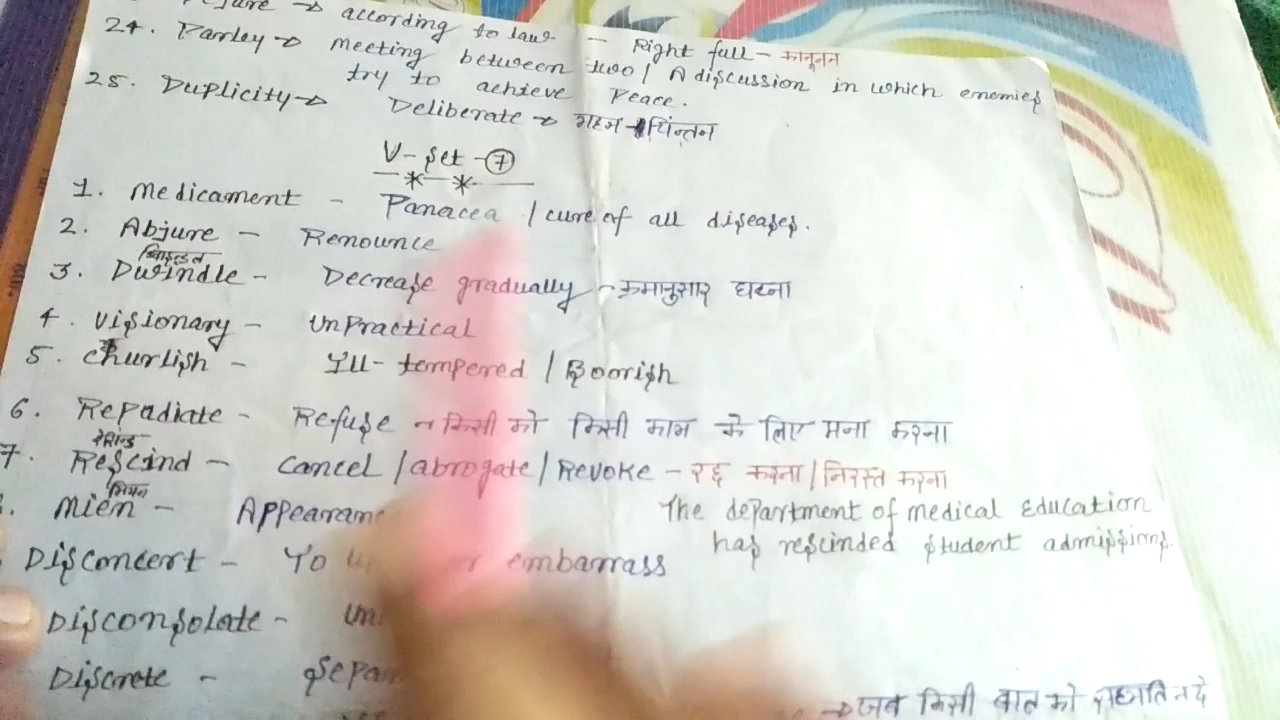 according to law - Right full - कानूनन
24. Parley → Meeting between two / A discussion in which enemies
try to achieve Peace.
25. Duplicity → Deliberate → गहन चिंन्तन
V-Set-7
1. Medicament - Panacea / cure of all diseases.
2. Abjure - Renounce
3. Dwindle - Decrease gradually - क्रमानुसार घटना
4. Visionary - UnPractical
5. Churlish - Ill-tempered / Boorish
6. Repadiate - Refuse - किसी को किसी काम के लिए मना करना
रेसिन्ड
7. Rescind - Cancel / abrogate / Revoke - रद्द करना / निरस्त करना
मियन
Mien - The department of medical Education
has rescinded student admissions.
Disconcert - To embarrass
Disconsolate -
Discrete -
→ जब किसी बात को